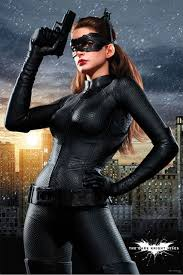 THE DARK KNIGHT RISES